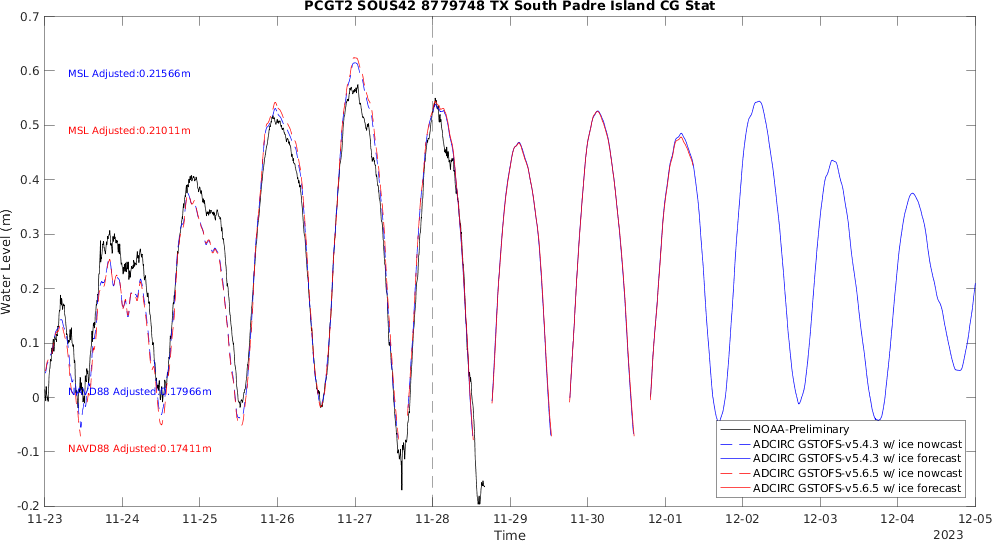 PCGT2 SOUS42 8779748 TX South Padre Island CG Stat
0.7
0.6
0.5
0.4
0.3
0.2
0.1
0
-0.1
-0.2
Water Level (m)
MSL Adjusted:0.21566m
MSL Adjusted:0.21011m
NAVD88 Adjusted:0.17966m
NAVD88 Adjusted:0.17411m
NOAA-Preliminary
ADCIRC GSTOFS-v5.4.3 w/ ice nowcast
ADCIRC GSTOFS-v5.4.3 w/ ice forecast
ADCIRC GSTOFS-v5.6.5 w/ ice nowcast
ADCIRC GSTOFS-v5.6.5 w/ ice forecast
11-23 11-24 11-25 11-26 11-27 11-28 11-29 11-30 12-01 12-02 12-03 12-04 12-05
Time
2023